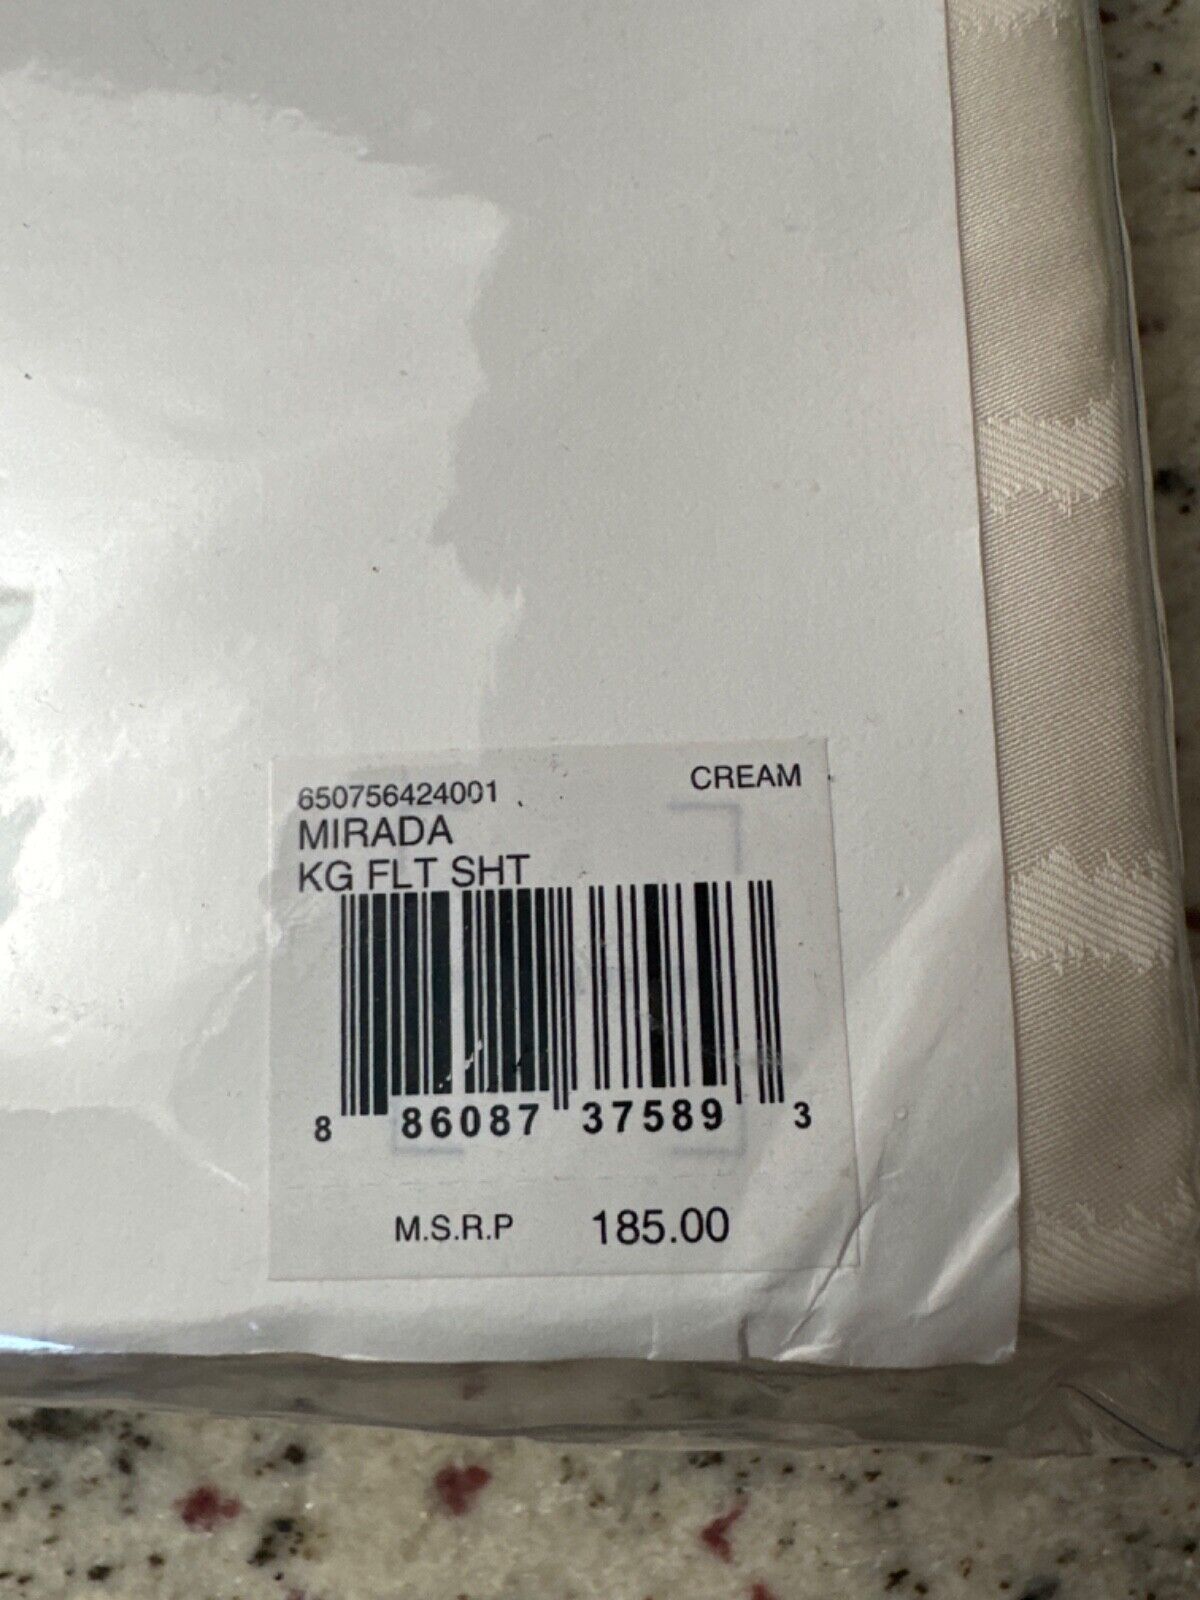 650756424001 CREAM
MIRADA
KG FLT SHT
8 86087 37589 3
M.S.R.P 185.00